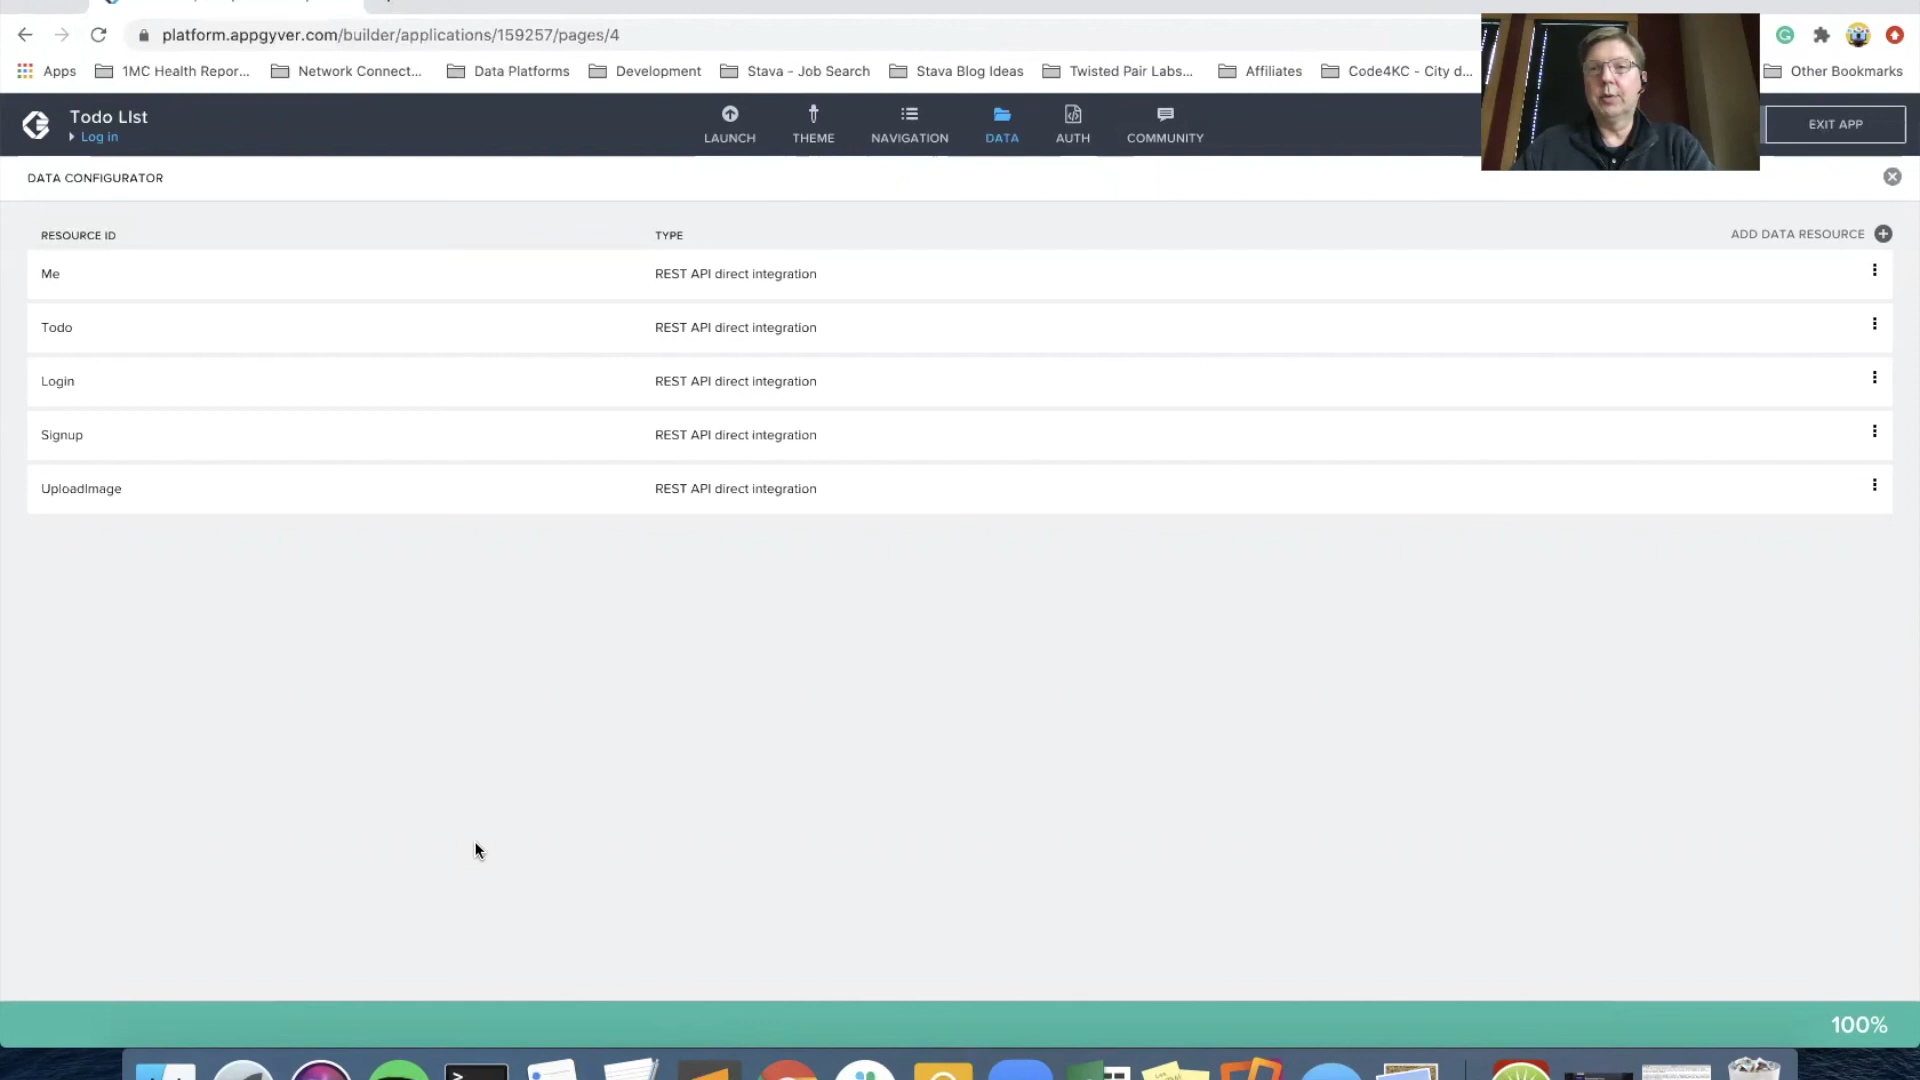 platform.appgyver.com/builder/applications/159257/pages/4
Apps 1MC Health Repor... Network Connect... Data Platforms Development Stava - Job Search Stava Blog Ideas Twisted Pair Labs... Affiliates Code4KC - City d... Other Bookmarks
Todo LIst
Log in
LAUNCH THEME NAVIGATION DATA AUTH COMMUNITY EXIT APP
DATA CONFIGURATOR
RESOURCE ID TYPE ADD DATA RESOURCE
Me REST API direct integration
Todo REST API direct integration
Login REST API direct integration
Signup REST API direct integration
UploadImage REST API direct integration
100%